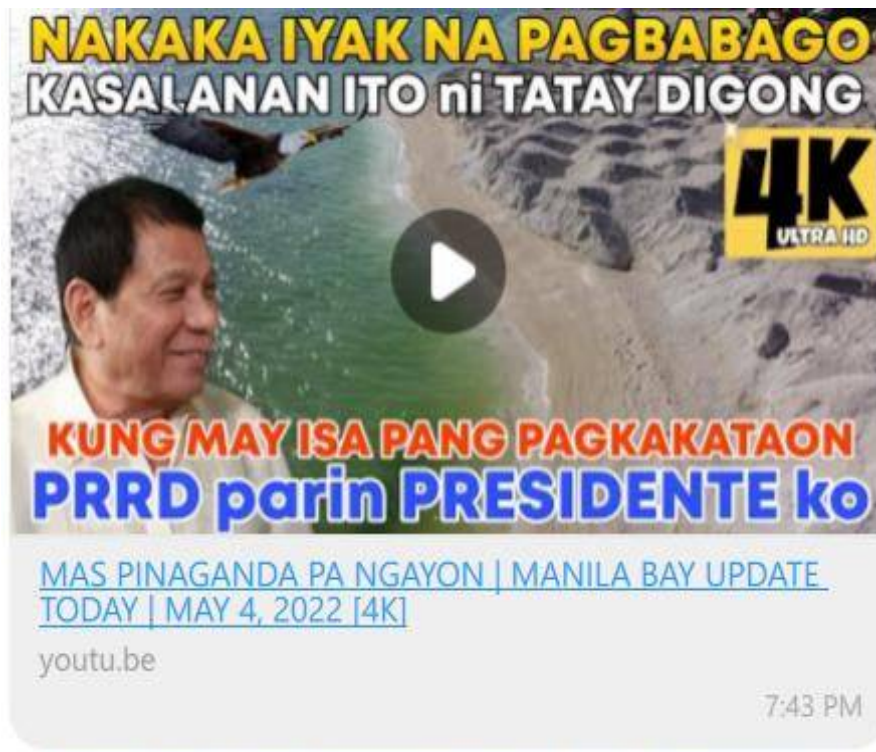 NAKAKA IYAK NA PAGBABAGO
KASALANAN ITO ni TATAY DIGONG
4K
ULTRA HD
KUNG MAY ISA PANG PAGKAKATAON
PRRD parin PRESIDENTE ko
MAS PINAGANDA PA NGAYON | MANILA BAY UPDATE
TODAY | MAY 4, 2022 [4K]
youtu.be
7:43 PM